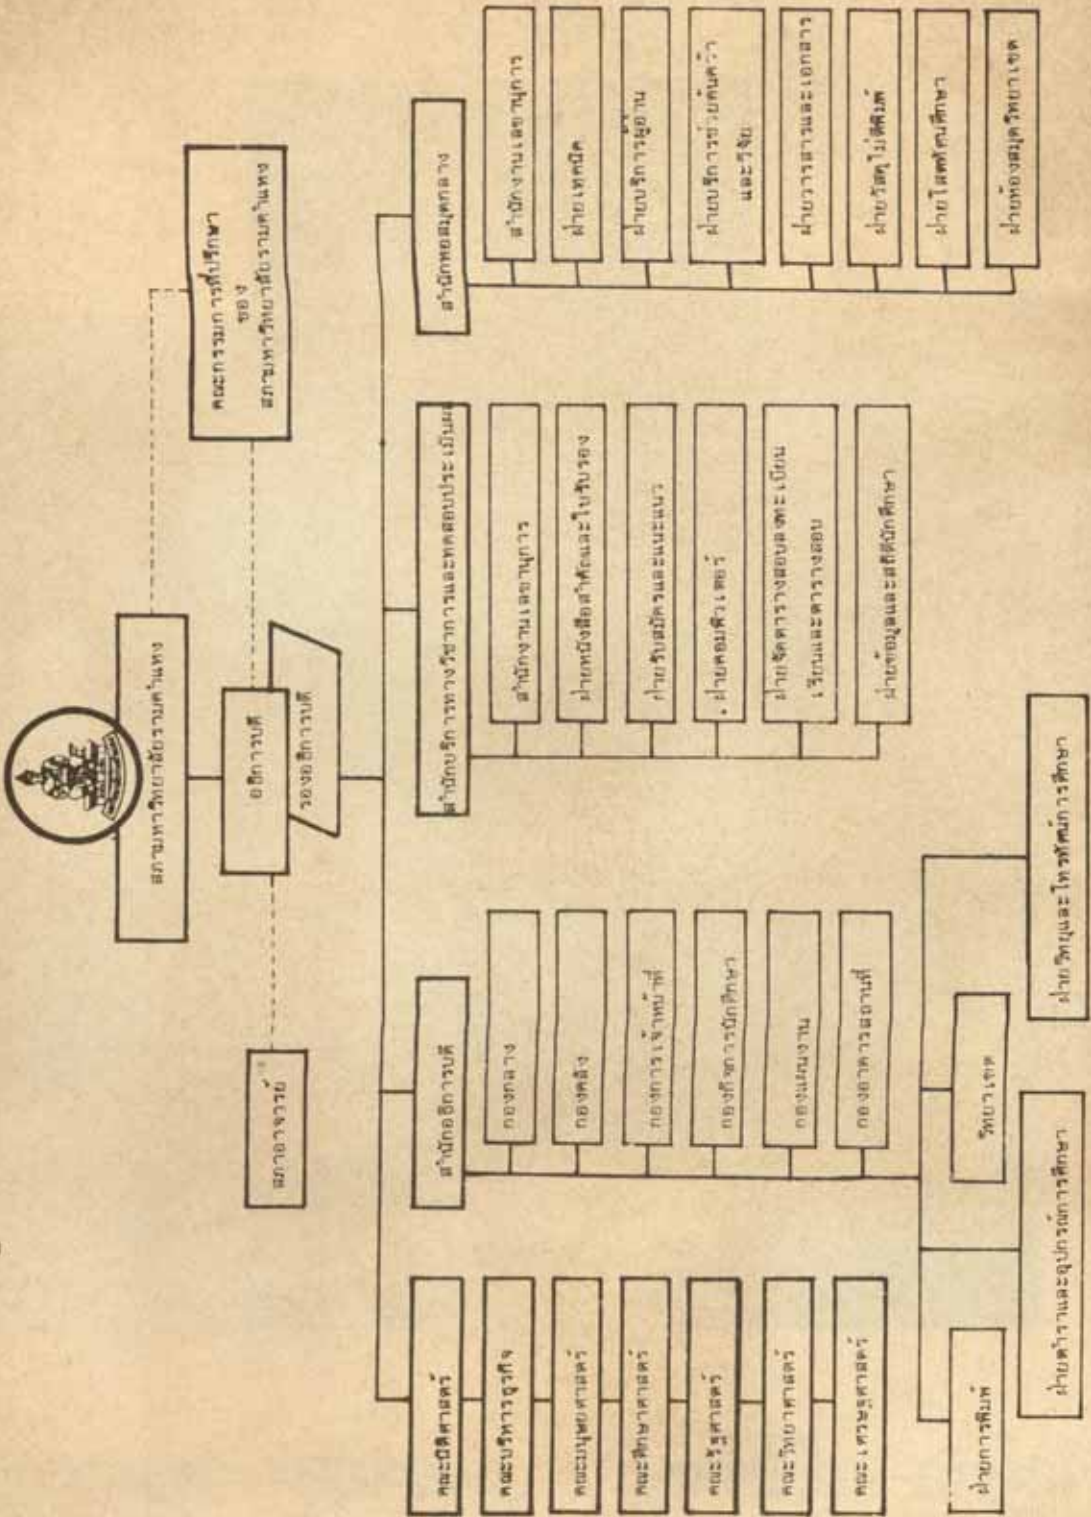 สภามหาวิทยาลัยรามคำแหง
คณะกรรมการที่ปรึกษา
ของ
สภามหาวิทยาลัยรามคำแหง
อธิการบดี
รองอธิการบดี
สภาอาจารย์
คณะนิติศาสตร์
คณะบริหารธุรกิจ
คณะมนุษยศาสตร์
คณะศึกษาศาสตร์
คณะรัฐศาสตร์
คณะวิทยาศาสตร์
คณะเศรษฐศาสตร์
สำนักอธิการบดี
กองกลาง
กองคลัง
กองการเจ้าหน้าที่
กองกิจการนักศึกษา
กองแผนงาน
กองอาคารสถานที่
ฝ่ายการพิมพ์
ฝ่ายตำราและอุปกรณ์การศึกษา
วิทยาเขต
ฝ่ายวิทยุและโทรทัศน์การศึกษา
สำนักบริการทางวิชาการและทดสอบประเมินผล
สำนักงานเลขานุการ
ฝ่ายหนังสือสำคัญและใบรับรอง
ฝ่ายรับสมัครและแนะแนว
ฝ่ายคอมพิวเตอร์
ฝ่ายจัดตารางสอนลงทะเบียน
เรียนและตารางสอบ
ฝ่ายข้อมูลและสถิตินักศึกษา
สำนักหอสมุดกลาง
สำนักงานเลขานุการ
ฝ่ายเทคนิค
ฝ่ายบริการผู้อ่าน
ฝ่ายบริการช่วยค้นคว้า
และวิจัย
ฝ่ายวารสารและเอกสาร
ฝ่ายวัสดุไม่ตีพิมพ์
ฝ่ายโสตทัศนศึกษา
ฝ่ายห้องสมุดวิทยาเขต